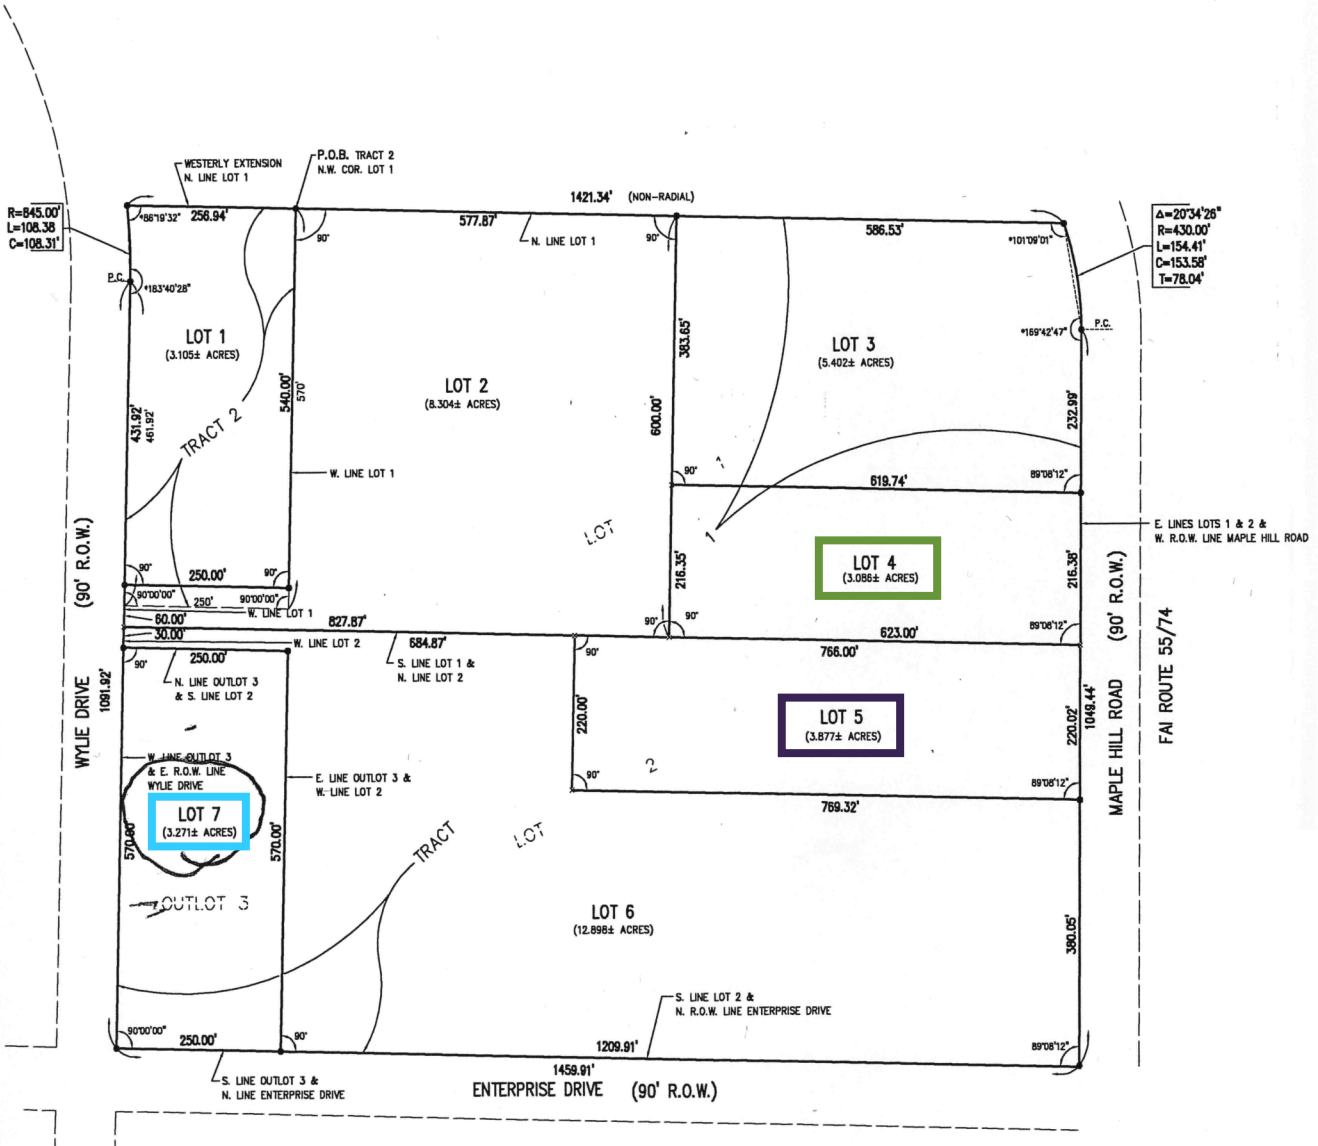 WESTERLY EXTENSION
N. LINE LOT 1
P.O.B. TRACT 2
N.W. COR. LOT 1
1421.34' (NON-RADIAL)
R=845.00'
L=108.38
C=108.31'
*86°19'32"
256.94'
577.87'
586.53'
Δ=20°34'26"
R=430.00'
L=154.41'
C=153.58'
T=78.04'
90°
N. LINE LOT 1
90°
*101°09'01"
P.C.
*183°40'28"
P.C.
*169°42'47"
LOT 1
(3.105± ACRES)
LOT 2
(8.304± ACRES)
LOT 3
(5.402± ACRES)
383.65'
540.00'
570'
431.92'
461.92'
600.00'
232.99'
TRACT 2
W. LINE LOT 1
1
90°
619.74'
89°08'12"
LOT
1
E. LINES LOTS 1 & 2 &
W. R.O.W. LINE MAPLE HILL ROAD
LOT 4
(3.086± ACRES)
216.35'
216.38'
90°
250.00'
90°
90°00'00"
250'
90°00'00"
W. LINE LOT 1
60.00'
827.87'
90°
90°
623.00'
89°08'12"
30.00'
W. LINE LOT 2
684.87'
766.00'
90°
250.00'
90°
S. LINE LOT 1 &
N. LINE LOT 2
N. LINE OUTLOT 3
& S. LINE LOT 2
WYLIE DRIVE (90' R.O.W.)
1091.92'
220.00'
LOT 5
(3.877± ACRES)
220.02'
1049.44'
MAPLE HILL ROAD (90' R.O.W.)
FAI ROUTE 55/74
W. LINE OUTLOT 3
& E. R.O.W. LINE
WYLIE DRIVE
E. LINE OUTLOT 3 &
W. LINE LOT 2
2
90°
89°08'12"
769.32'
LOT 7
(3.271± ACRES)
570.00'
570.00'
TRACT
LOT
OUTLOT 3
LOT 6
(12.898± ACRES)
380.05'
S. LINE LOT 2 &
N. R.O.W. LINE ENTERPRISE DRIVE
90°00'00"
250.00'
90°
1209.91'
89°08'12"
1459.91'
S. LINE OUTLOT 3 &
N. LINE ENTERPRISE DRIVE
ENTERPRISE DRIVE (90' R.O.W.)